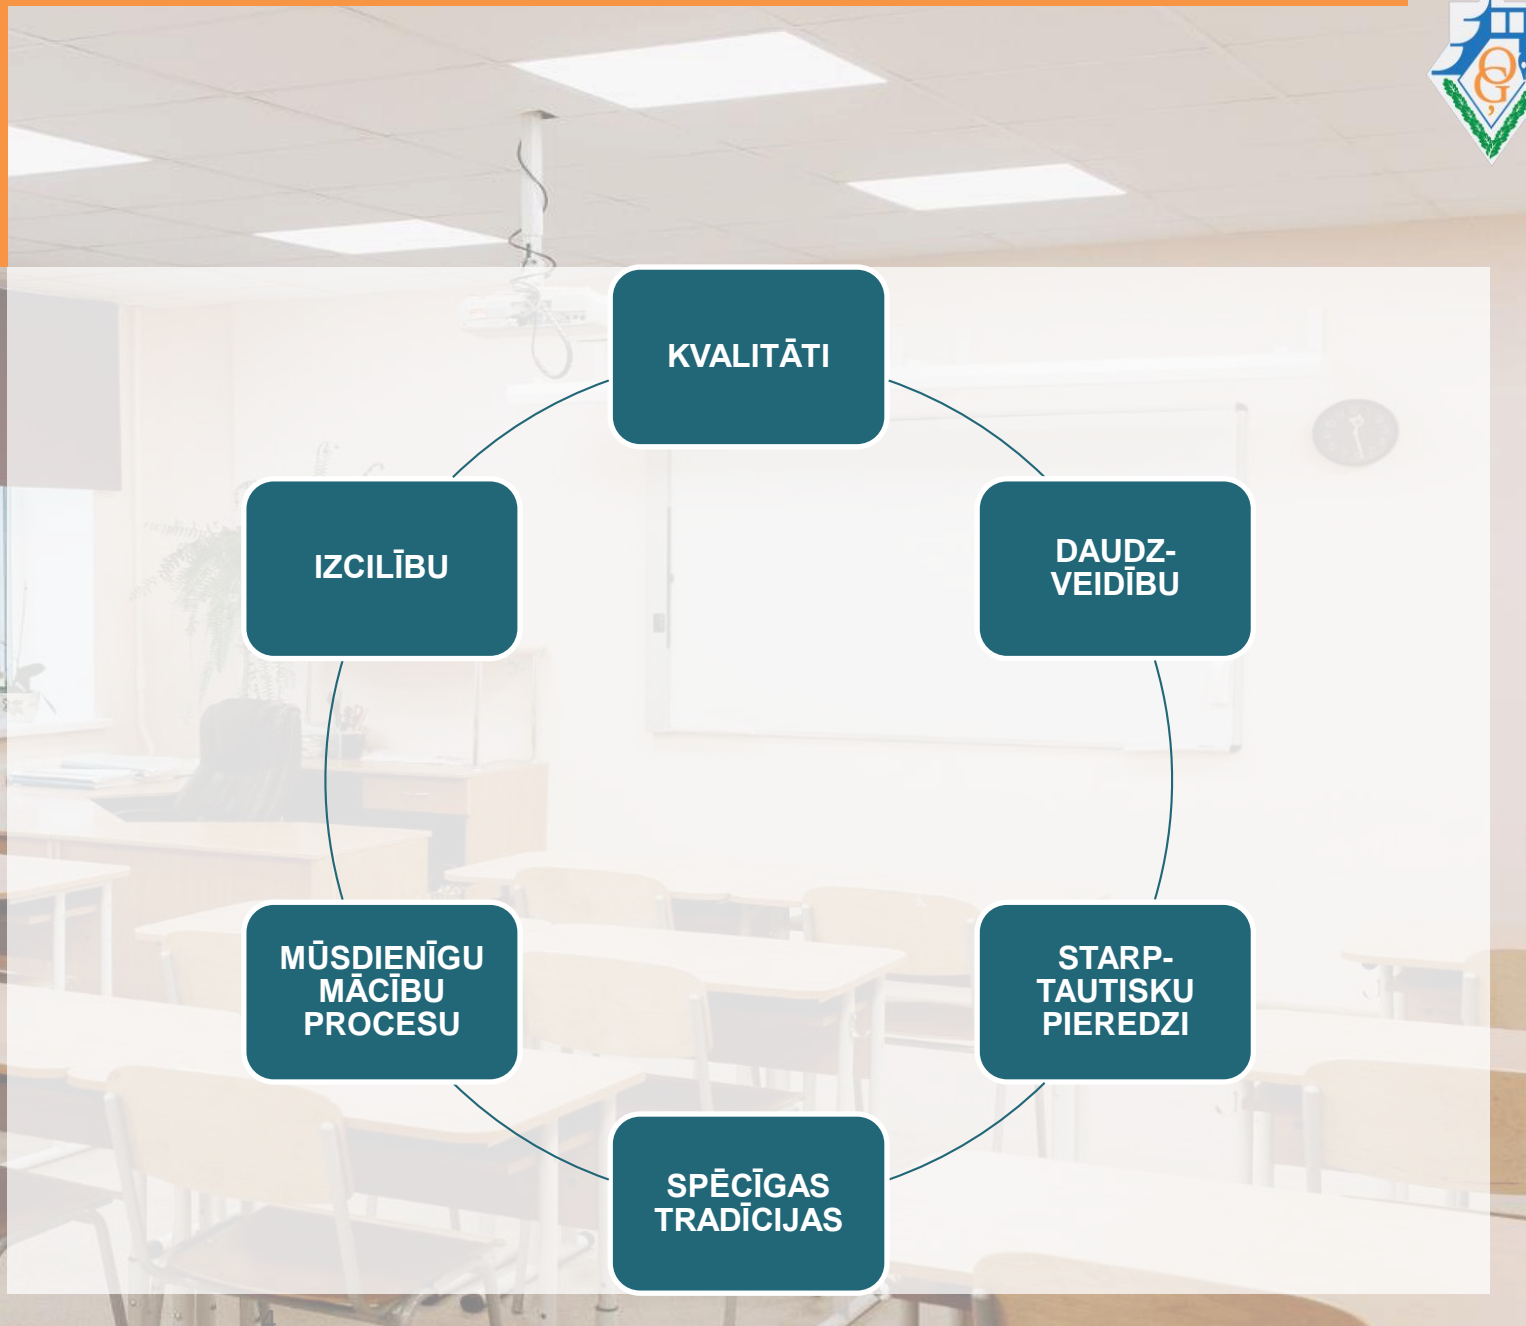 KVALITĀTI
DAUDZ-
VEIDĪBU
STARP-
TAUTISKU
PIEREDZI
SPĒCĪGAS
TRADĪCIJAS
MŪSDIENĪGU
MĀCĪBU
PROCESU
IZCILĪBU